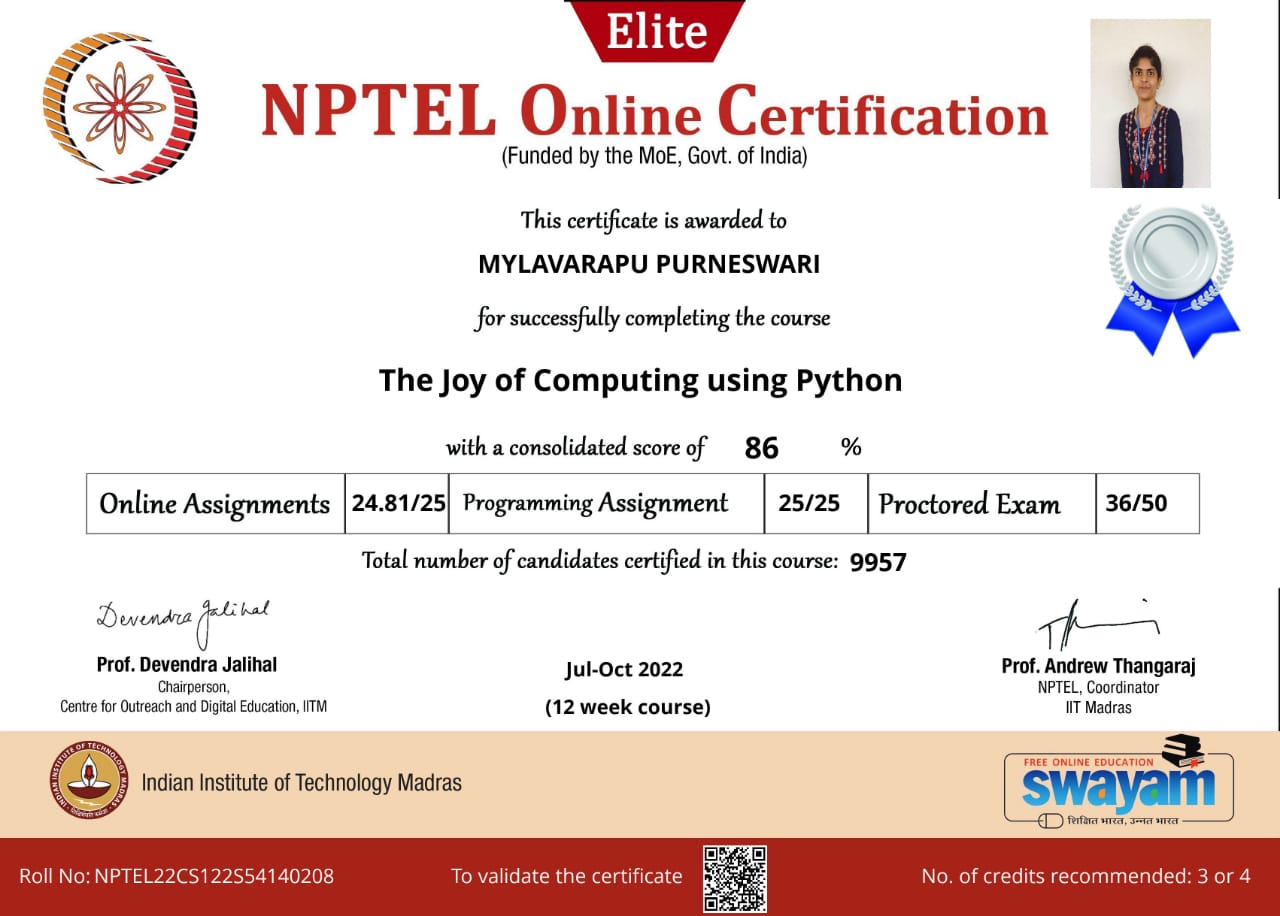 Elite
NPTEL Online Certification
(Funded by the MoE, Govt. of India)
This certificate is awarded to
MYLAVARAPU PURNESWARI
for successfully completing the course
The Joy of Computing using Python
with a consolidated score of 86 %
Online Assignments 24.81/25 Programming Assignment 25/25 Proctored Exam 36/50
Total number of candidates certified in this course: 9957
Devendra Jalihal
Prof. Devendra Jalihal
Chairperson,
Centre for Outreach and Digital Education, IITM
Jul-Oct 2022
(12 week course)
Prof. Andrew Thangaraj
NPTEL, Coordinator
IIT Madras
INDIAN INSTITUTE OF TECHNOLOGY MADRAS
Indian Institute of Technology Madras
FREE ONLINE EDUCATION
swayam
शिक्षित भारत, उन्नत भारत
Roll No: NPTEL22CS122S54140208
To validate the certificate
No. of credits recommended: 3 or 4